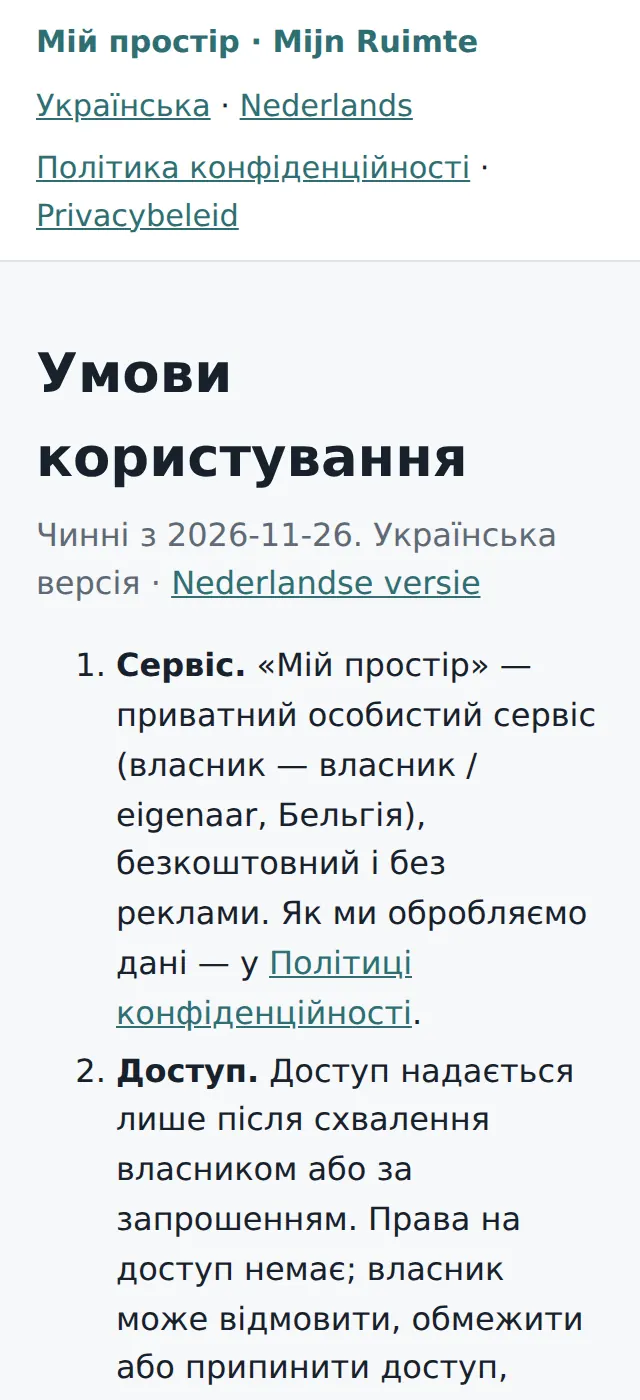 Мій простір · Mijn Ruimte
Українська · Nederlands
Політика конфіденційності ·
Privacybeleid
Умови
користування
Чинні з 2026-11-26. Українська
версія · Nederlandse versie
1. Сервіс. «Мій простір» —
приватний особистий сервіс
(власник — власник /
eigenaar, Бельгія),
безкоштовний і без
реклами. Як ми обробляємо
дані — у Політиці
конфіденційності.
2. Доступ. Доступ надається
лише після схвалення
власником або за
запрошенням. Права на
доступ немає; власник
може відмовити, обмежити
або припинити доступ,